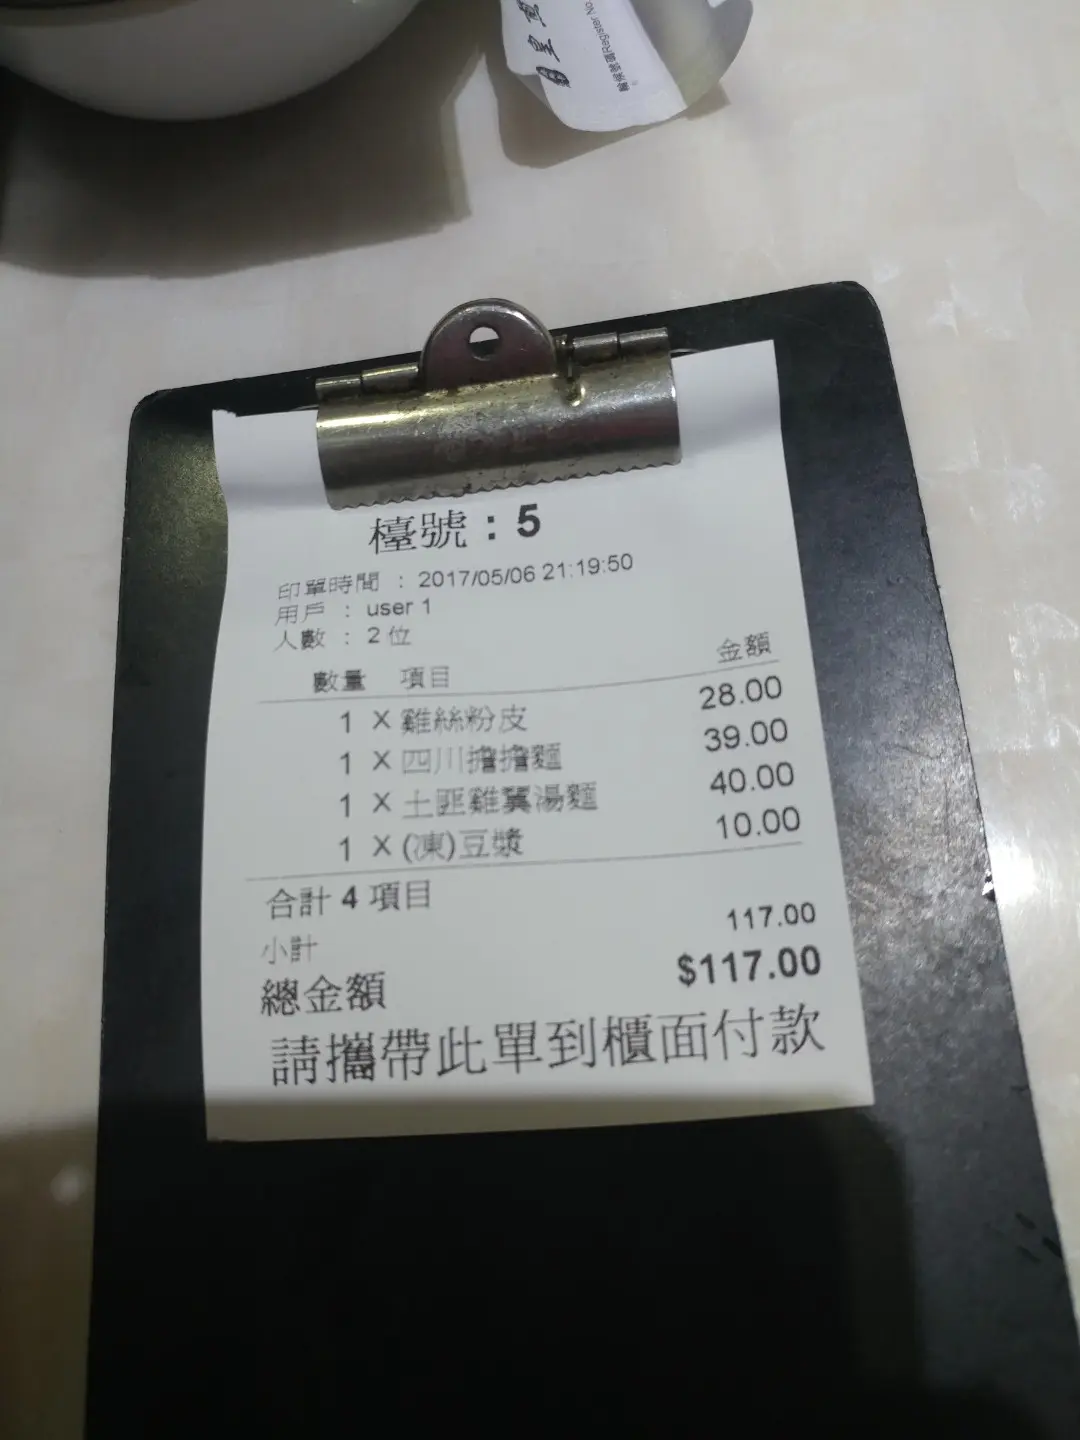 Register No.
檯號：5
印單時間 ： 2017/05/06 21:19:50
用戶 ： user 1
人數 ： 2 位
數量 項目 金額
1 X 雞絲粉皮 28.00
1 X 四川擔擔麵 39.00
1 X 土匪雞翼湯麵 40.00
1 X (凍)豆漿 10.00
合計 4 項目
小計 117.00
總金額 $117.00
請攜帶此單到櫃面付款